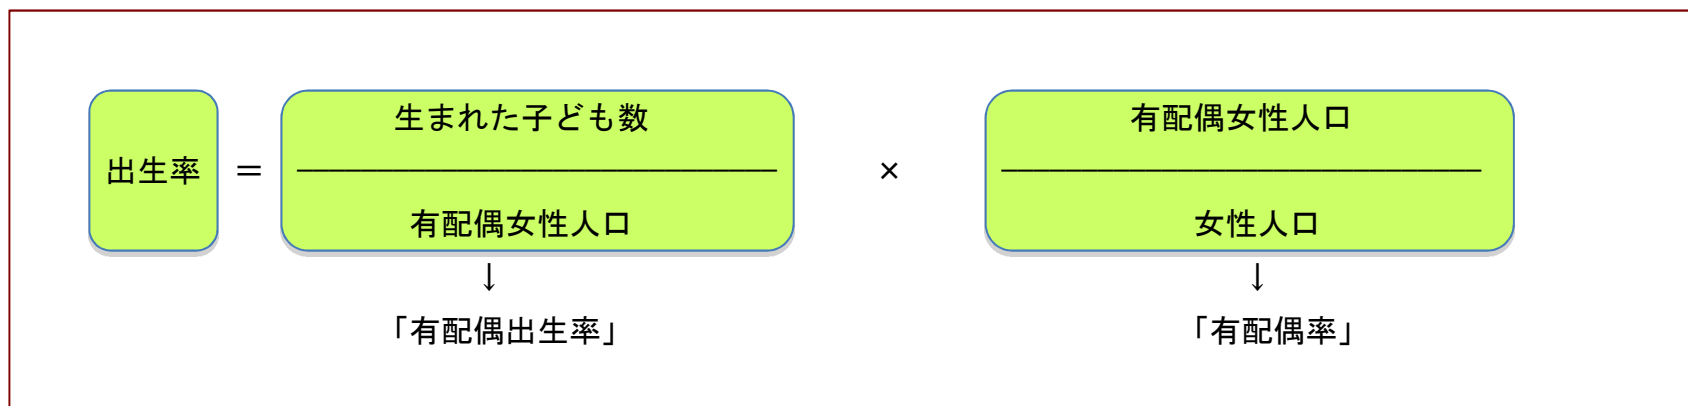 生まれた子ども数
有配偶女性人口
出生率 = ×
有配偶女性人口
女性人口
↓
↓
「有配偶出生率」
「有配偶率」